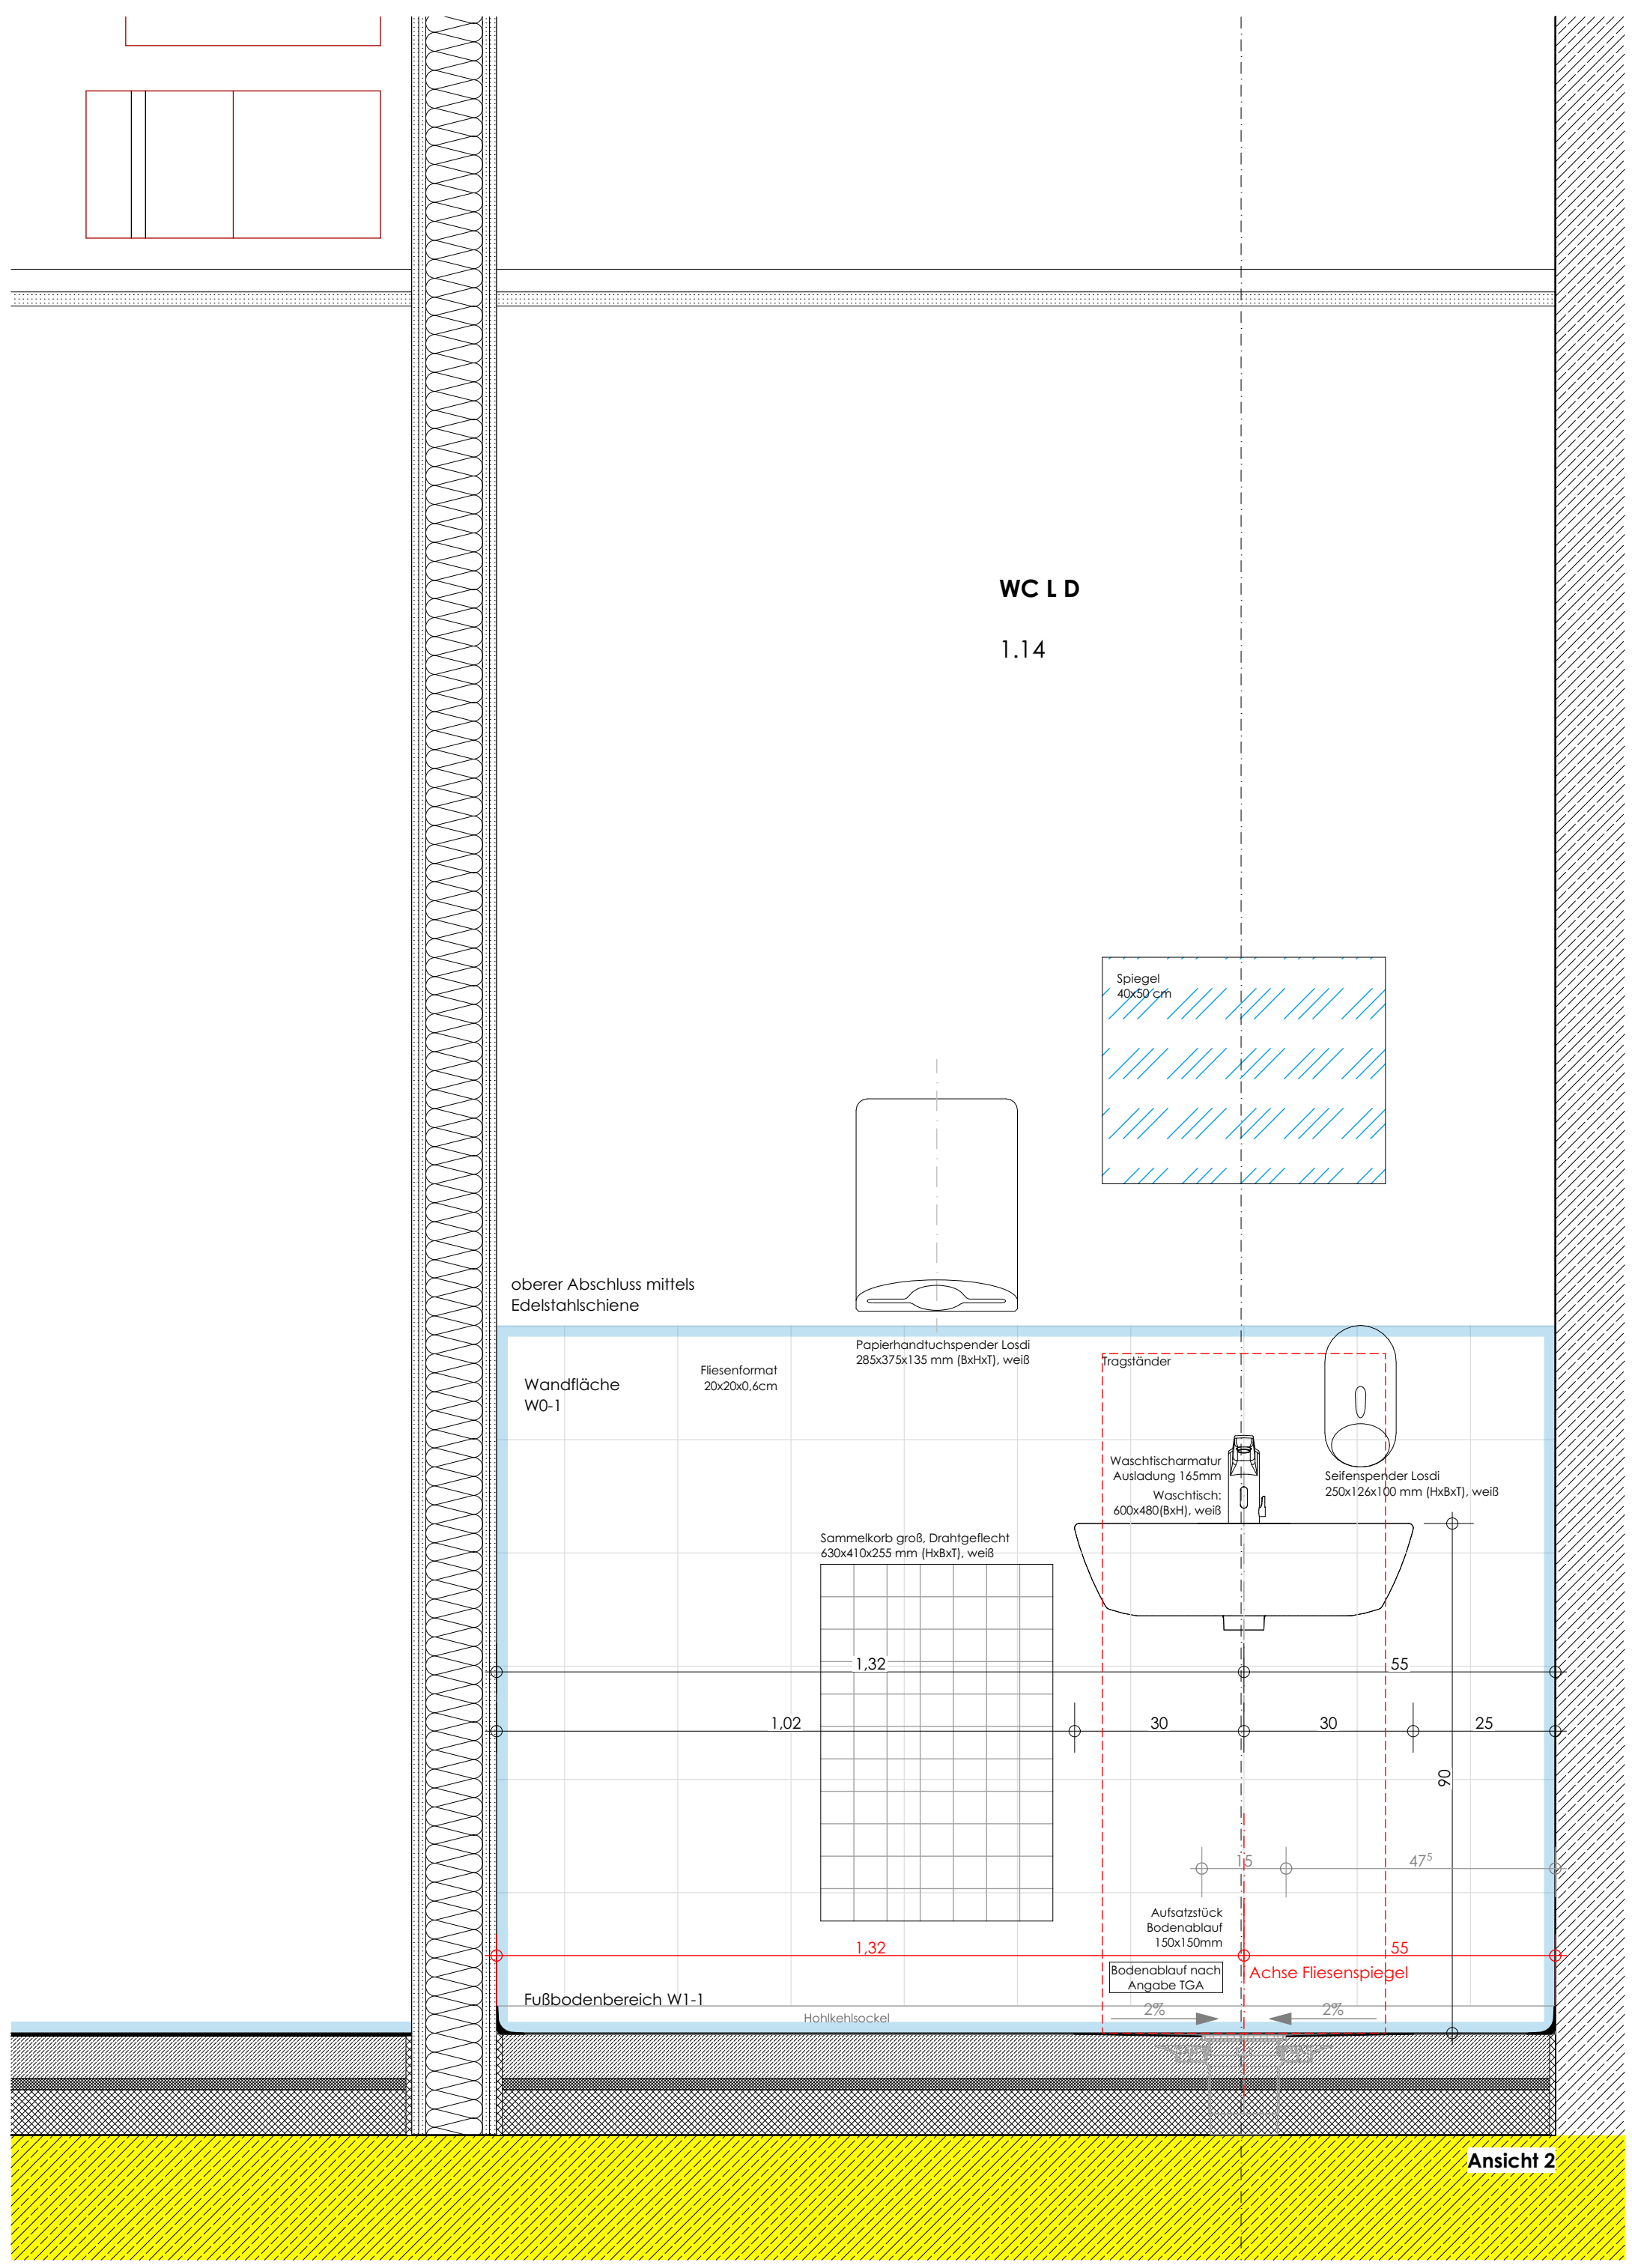 WC L D
1.14
Spiegel
40x50 cm
oberer Abschluss mittels
Edelstahlschiene
Papierhandtuchspender Losdi
285x375x135 mm (BxHxT), weiß
Tragständer
Fliesenformat
20x20x0,6cm
Wandfläche
W0-1
Waschtischarmatur
Ausladung 165mm
Waschtisch:
600x480(BxH), weiß
Seifenspender Losdi
250x126x100 mm (HxBxT), weiß
Sammelkorb groß, Drahtgeflecht
630x410x255 mm (HxBxT), weiß
1,32
55
1,02
30
30
25
90
15
47⁵
Aufsatzstück
Bodenablauf
150x150mm
1,32
55
Bodenablauf nach
Angabe TGA
Achse Fliesenspiegel
Fußbodenbereich W1-1
2%
2%
Hohlkehlsockel
Ansicht 2